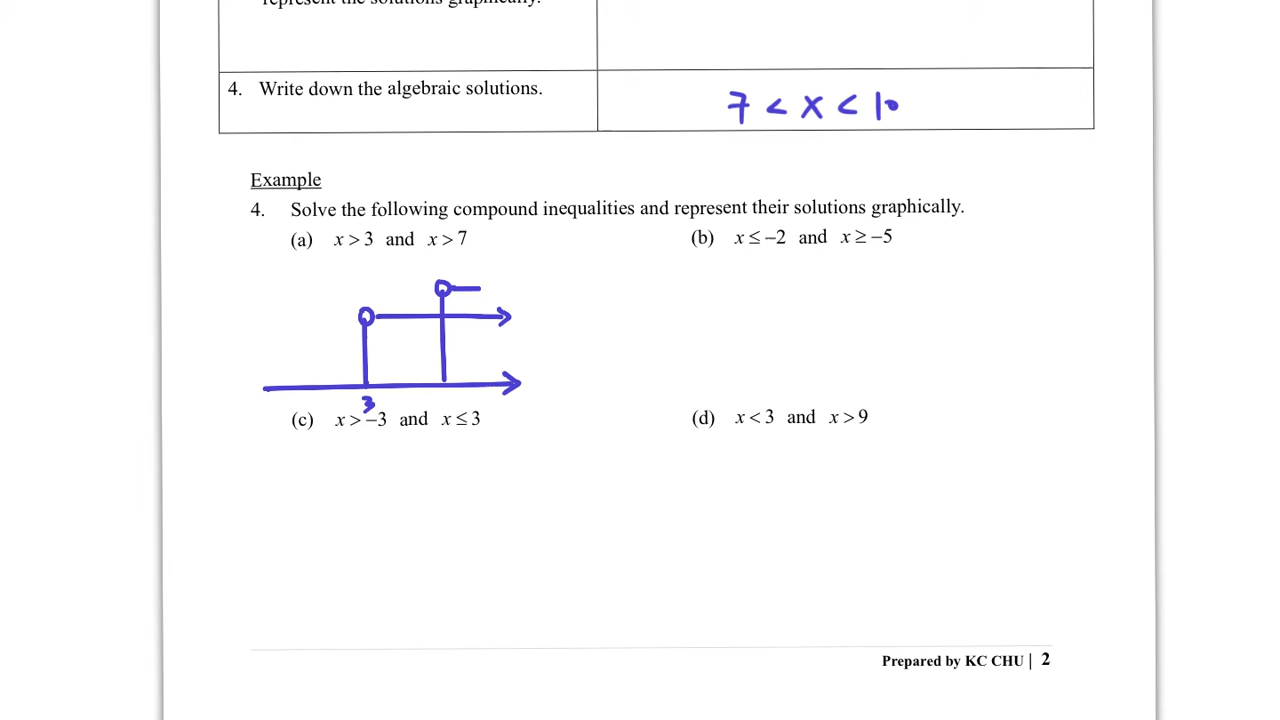 4. Write down the algebraic solutions.
7 < x < 10
Example
4. Solve the following compound inequalities and represent their solutions graphically.
(a) x > 3 and x > 7
(b) x ≤ −2 and x ≥ −5
3
(c) x > −3 and x ≤ 3
(d) x < 3 and x > 9
Prepared by KC CHU | 2